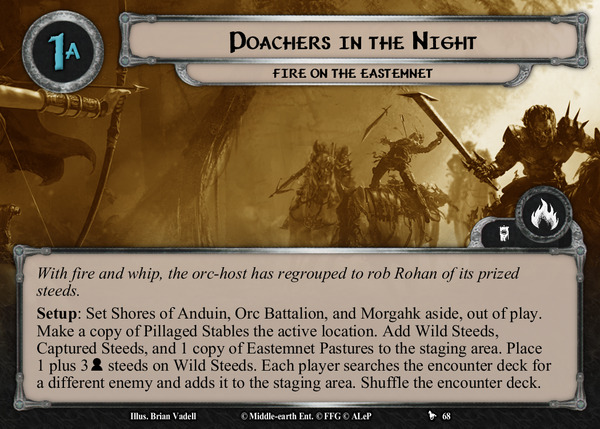 1A
Poachers in the Night
Fire on the Eastemnet
With fire and whip, the orc-host has regrouped to rob Rohan of its prized
steeds.
Setup: Set Shores of Anduin, Orc Battalion, and Morgahk aside, out of play.
Make a copy of Pillaged Stables the active location. Add Wild Steeds,
Captured Steeds, and 1 copy of Eastemnet Pastures to the staging area. Place
1 plus 3 steeds on Wild Steeds. Each player searches the encounter deck for
a different enemy and adds it to the staging area. Shuffle the encounter deck.
Illus. Brian Vadell © Middle-earth Ent. © FFG © ALeP 68